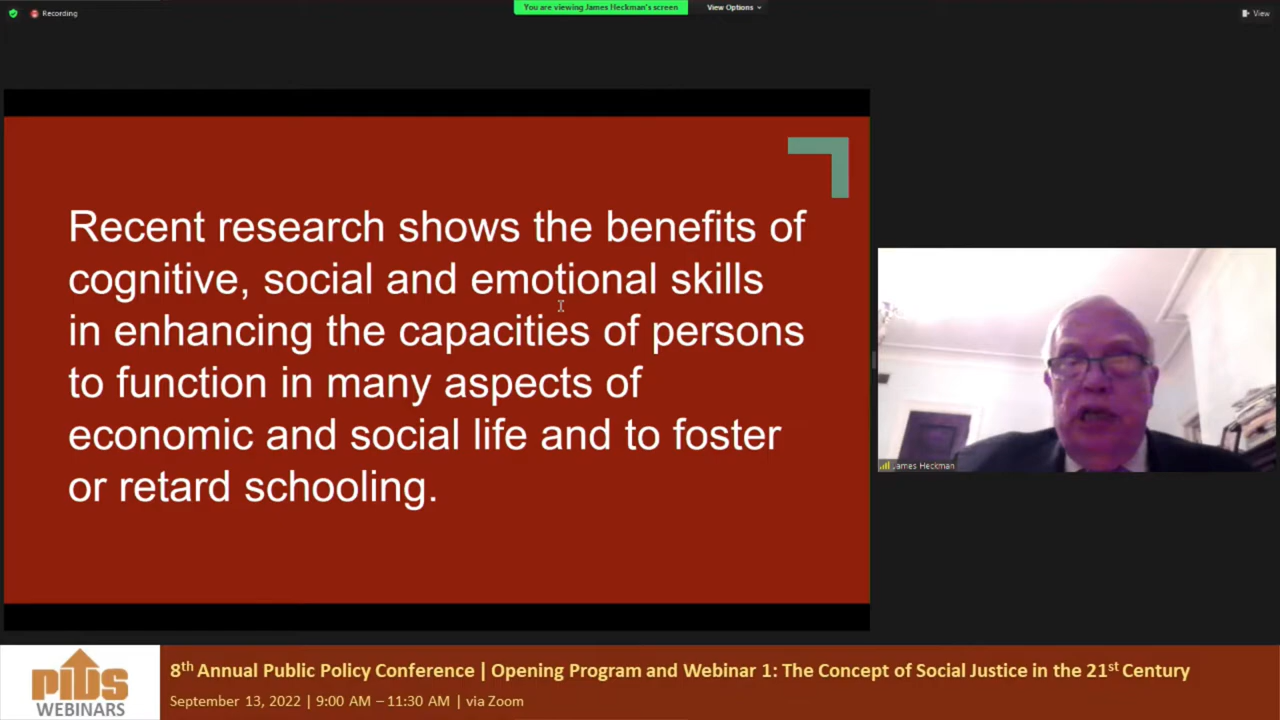 Recording
You are viewing James Heckman's screen
View Options
View
Recent research shows the benefits of
cognitive, social and emotional skills
in enhancing the capacities of persons
to function in many aspects of
economic and social life and to foster
or retard schooling.
James Heckman
PIDS
WEBINARS
8th Annual Public Policy Conference | Opening Program and Webinar 1: The Concept of Social Justice in the 21st Century
September 13, 2022 | 9:00 AM – 11:30 AM | via Zoom